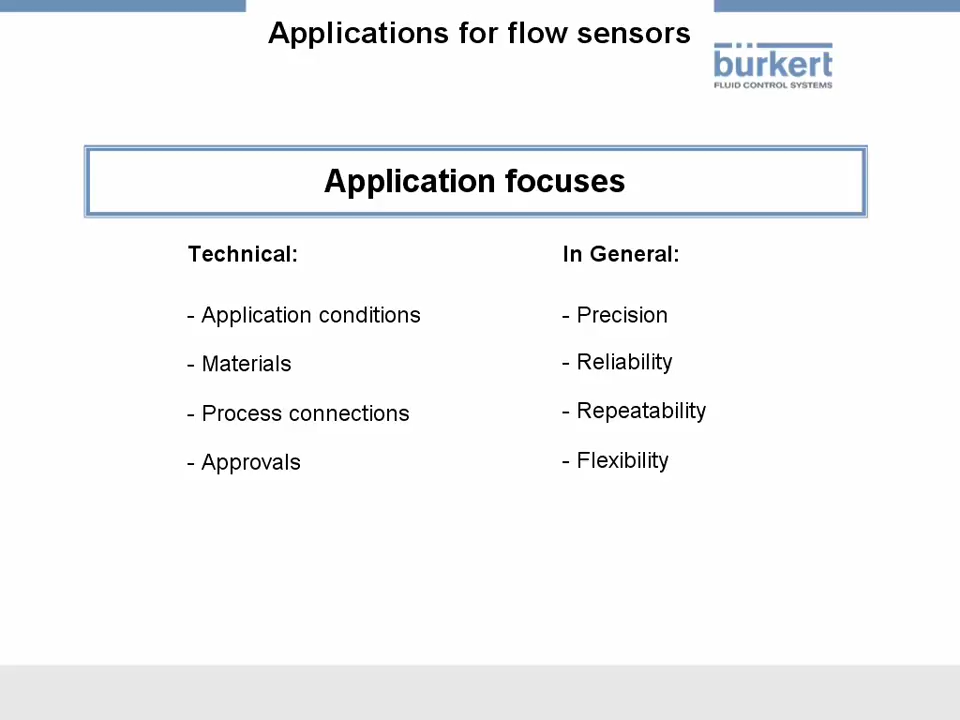 Applications for flow sensors
bürkert
FLUID CONTROL SYSTEMS
Application focuses
Technical:
- Application conditions
- Materials
- Process connections
- Approvals
In General:
- Precision
- Reliability
- Repeatability
- Flexibility